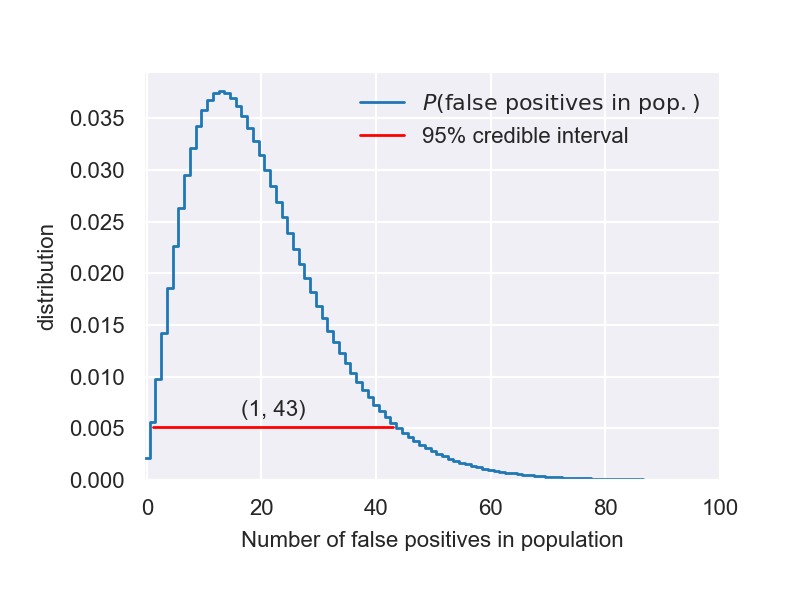 P(false positives in pop. )
95% credible interval
distribution
0.035
0.030
0.025
0.020
0.015
0.010
0.005
0.000
(1, 43)
0 20 40 60 80 100
Number of false positives in population